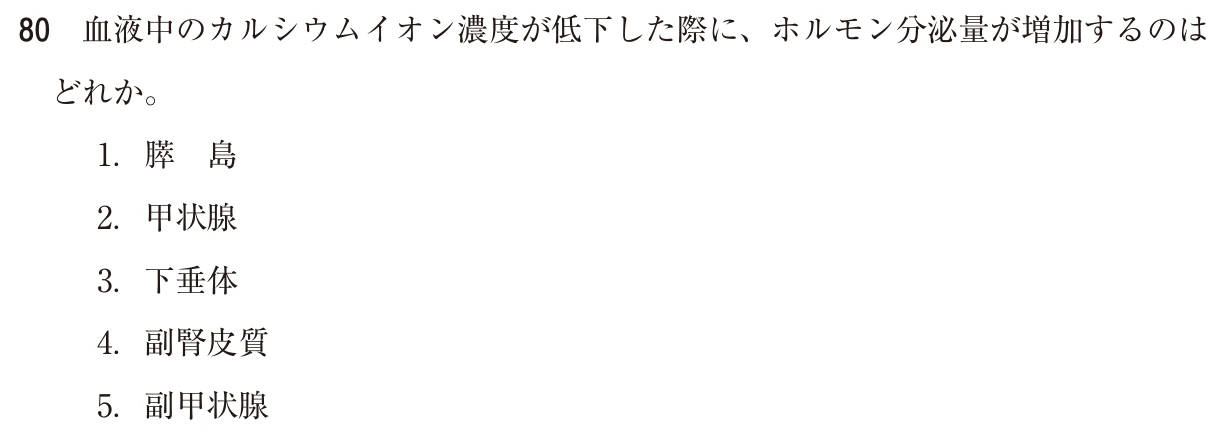 80　血液中のカルシウムイオン濃度が低下した際に、ホルモン分泌量が増加するのは
どれか。
1. 膵　島
2. 甲状腺
3. 下垂体
4. 副腎皮質
5. 副甲状腺